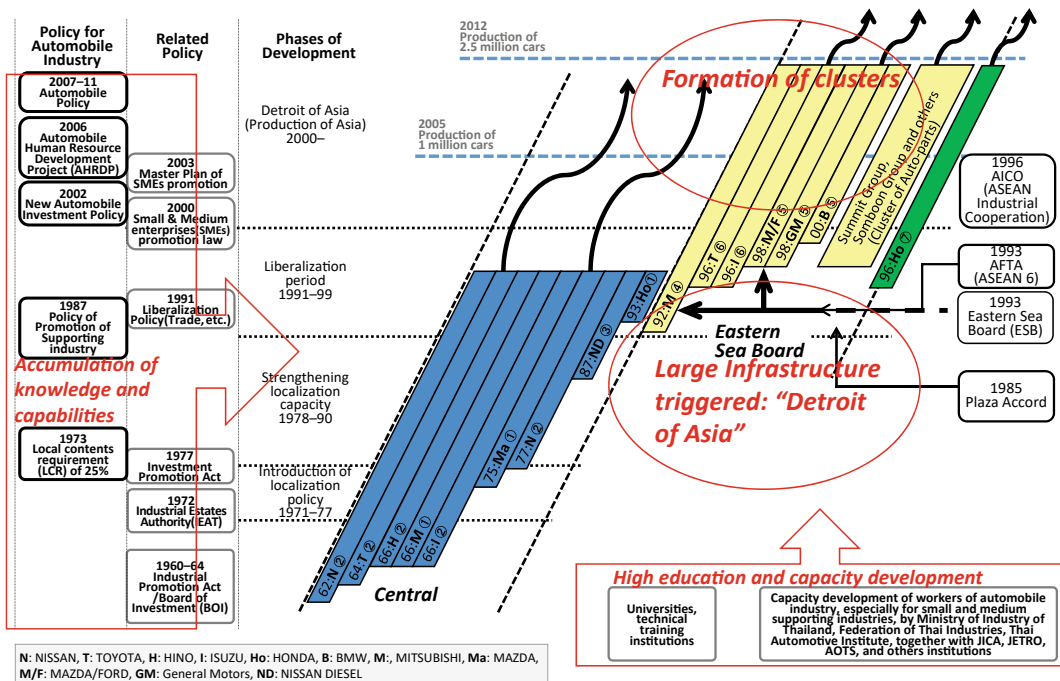 Policy for
Automobile
Industry
Related
Policy
Phases of
Development
2007–11
Automobile
Policy
2006
Automobile
Human Resource
Development
Project (AHRDP)
2002
New Automobile
Investment Policy
1987
Policy of
Promotion of
Supporting
industry
Accumulation of
knowledge and
capabilities
1973
Local contents
requirement
(LCR) of 25%
2003
Master Plan
of SMEs promotion
2000
Small & Medium
enterprises(SMEs)
promotion law
1991
Liberalization
Policy(Trade, etc.)
1977
Investment
Promotion Act
1972
Industrial Estates
Authority(IEAT)
1960–64
Industrial
Promotion Act
/Board of
Investment (BOI)
Detroit of Asia
(Production of Asia)
2000–
Liberalization
period
1991–99
Strengthening
localization
capacity
1978–90
Introduction of
localization
policy
1971–77
2012
Production of
2.5 million cars
2005
Production of
1 million cars
Formation of clusters
62:N ②
64:T ②
66:H ②
66:M ①
66:I ②
75:Ma ①
77:N ②
87:ND ③
93:Ho ①
92:M ④
96:T ⑥
96:I ⑥
98:M/F ⑤
98:GM ⑤
00:B ⑤
Summit Group,
Somboon Group and others
(Cluster of Auto-parts)
96:Ho ⑦
Central
Eastern
Sea Board
Large Infrastructure
triggered: “Detroit
of Asia”
1996
AICO
(ASEAN
Industrial
Cooperation)
1993
AFTA
(ASEAN 6)
1993
Eastern Sea
Board (ESB)
1985
Plaza Accord
High education and capacity development
Universities,
technical
training
institutions
Capacity development of workers of automobile
industry, especially for small and medium
supporting industries, by Ministry of Industry of
Thailand, Federation of Thai Industries, Thai
Automotive Institute, together with JICA, JETRO,
AOTS, and others institutions
N: NISSAN, T: TOYOTA, H: HINO, I: ISUZU, Ho: HONDA, B: BMW, M:, MITSUBISHI, Ma: MAZDA,
M/F: MAZDA/FORD, GM: General Motors, ND: NISSAN DIESEL